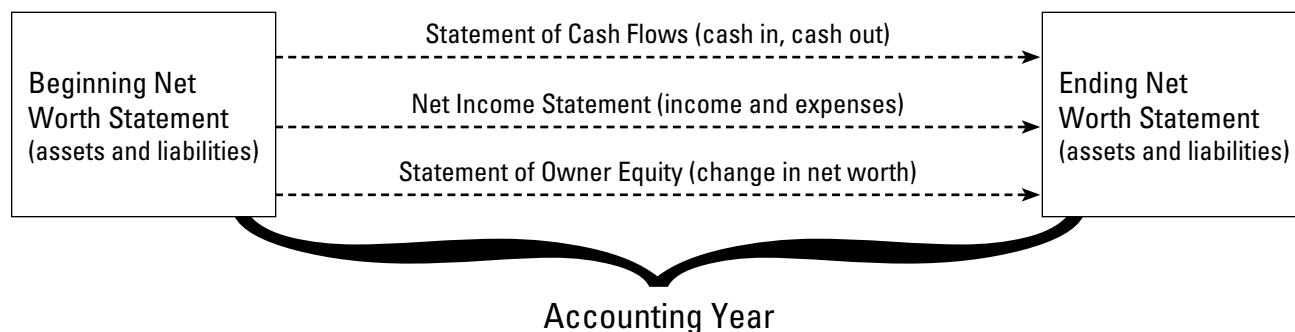 Beginning Net
Worth Statement
(assets and liabilities)
Statement of Cash Flows (cash in, cash out)
Net Income Statement (income and expenses)
Statement of Owner Equity (change in net worth)
Ending Net
Worth Statement
(assets and liabilities)
Accounting Year